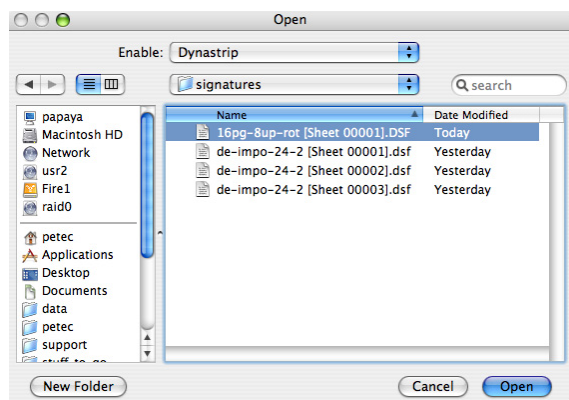 Open
Enable: Dynastrip
signatures
search
papaya
Macintosh HD
Network
usr2
Fire1
raid0
petec
Applications
Desktop
Documents
data
petec
support
stuff to go
Name Date Modified
16pg-8up-rot [Sheet 00001].DSF Today
de-impo-24-2 [Sheet 00001].dsf Yesterday
de-impo-24-2 [Sheet 00002].dsf Yesterday
de-impo-24-2 [Sheet 00003].dsf Yesterday
New Folder Cancel Open